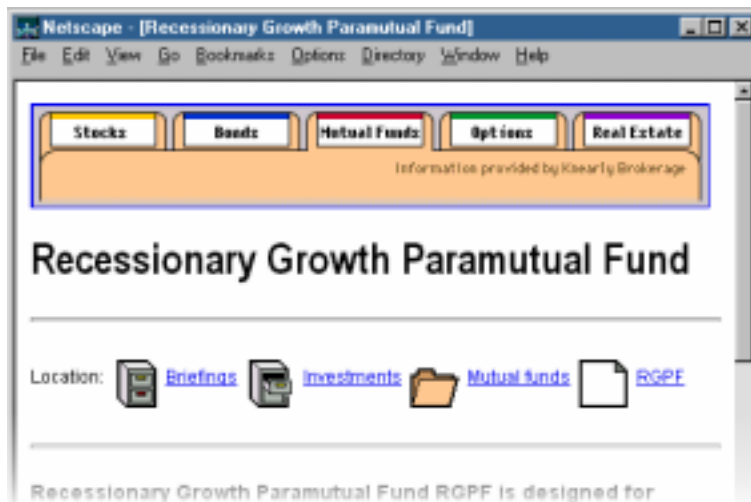 Netscape - [Recessionary Growth Paramutual Fund]
File Edit View Go Bookmarks Options Directory Window Help
Stocks Bonds Mutual Funds Options Real Estate
Information provided by Knearly Brokerage
Recessionary Growth Paramutual Fund
Location: Briefings Investments Mutual funds RGPF
Recessionary Growth Paramutual Fund RGPF is designed for